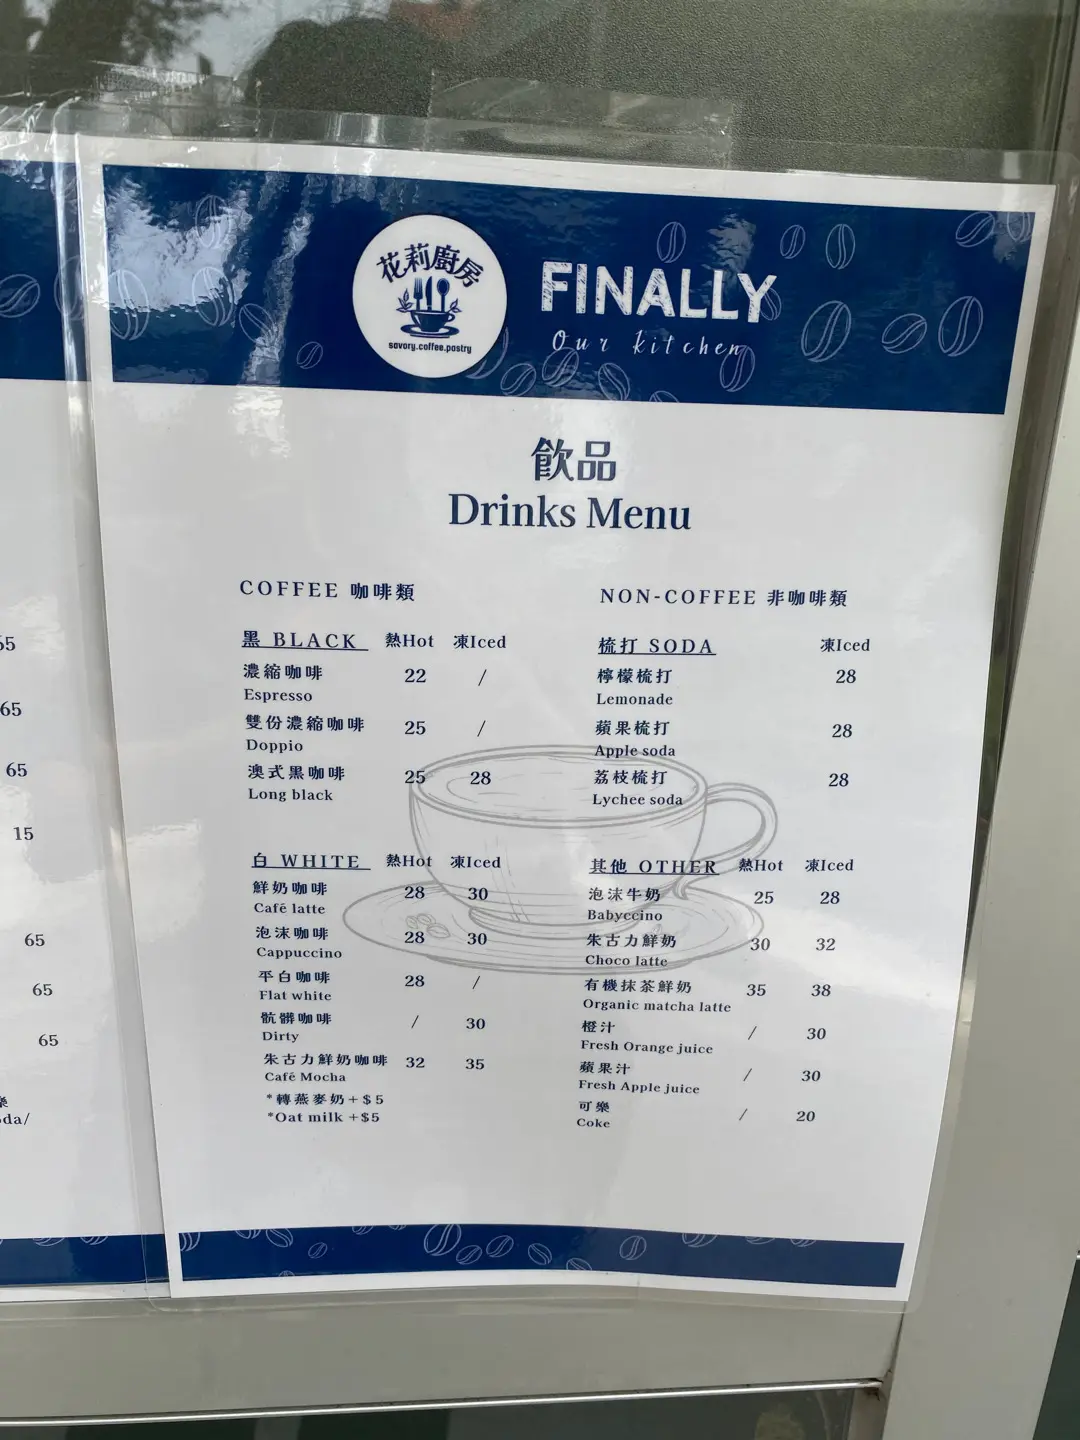 花莉廚房
savory.coffee.pastry
FINALLY
Our kitchen
飲品
Drinks Menu
COFFEE 咖啡類
黑 BLACK 熱Hot 凍Iced
濃縮咖啡 22 /
Espresso
雙份濃縮咖啡 25 /
Doppio
澳式黑咖啡 25 28
Long black
白 WHITE 熱Hot 凍Iced
鮮奶咖啡 28 30
Café latte
泡沫咖啡 28 30
Cappuccino
平白咖啡 28 /
Flat white
骯髒咖啡 / 30
Dirty
朱古力鮮奶咖啡 32 35
Café Mocha
*轉燕麥奶+$5
*Oat milk +$5
NON-COFFEE 非咖啡類
梳打 SODA 凍Iced
檸檬梳打 28
Lemonade
蘋果梳打 28
Apple soda
荔枝梳打 28
Lychee soda
其他 OTHER 熱Hot 凍Iced
泡沫牛奶 25 28
Babyccino
朱古力鮮奶 30 32
Choco latte
有機抹茶鮮奶 35 38
Organic matcha latte
橙汁 / 30
Fresh Orange juice
蘋果汁 / 30
Fresh Apple juice
可樂 / 20
Coke
65
65
15
65
65
65